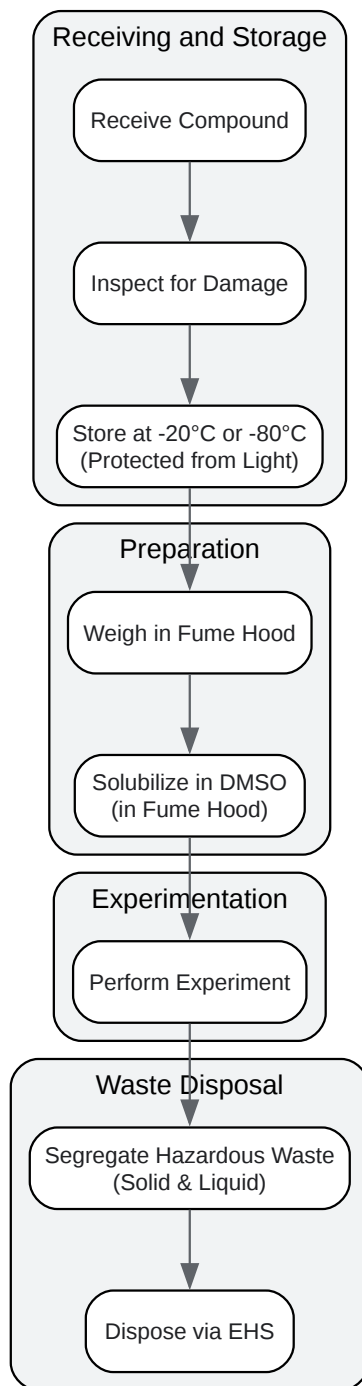 Receiving and Storage
Receive Compound
Inspect for Damage
Store at -20°C or -80°C
(Protected from Light)
Preparation
Weigh in Fume Hood
Solubilize in DMSO
(in Fume Hood)
Experimentation
Perform Experiment
Waste Disposal
Segregate Hazardous Waste
(Solid & Liquid)
Dispose via EHS